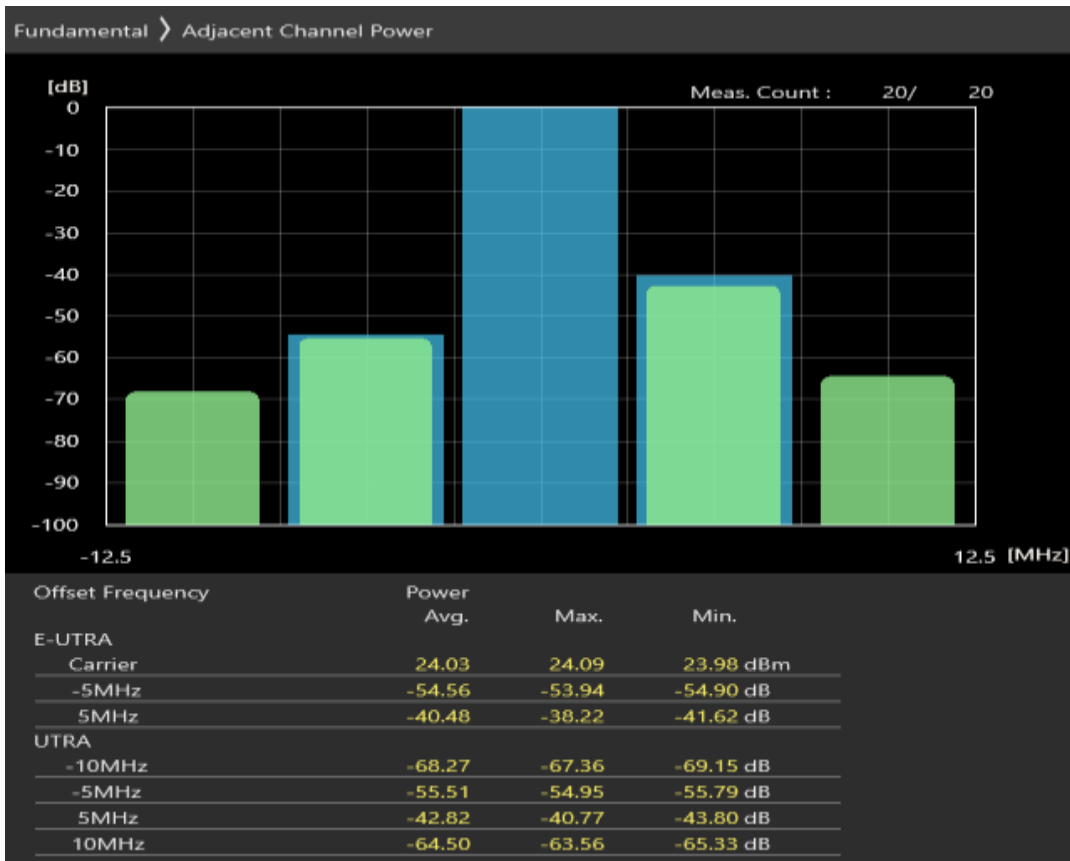 Fundamental 》 Adjacent Channel Power
[dB]
Meas. Count : 20/ 20
0
-10
-20
-30
-40
-50
-60
-70
-80
-90
-100
-12.5 12.5 [MHz]
Offset Frequency Power
Avg. Max. Min.
E-UTRA
Carrier 24.03 24.09 23.98 dBm
-5MHz -54.56 -53.94 -54.90 dB
5MHz -40.48 -38.22 -41.62 dB
UTRA
-10MHz -68.27 -67.36 -69.15 dB
-5MHz -55.51 -54.95 -55.79 dB
5MHz -42.82 -40.77 -43.80 dB
10MHz -64.50 -63.56 -65.33 dB